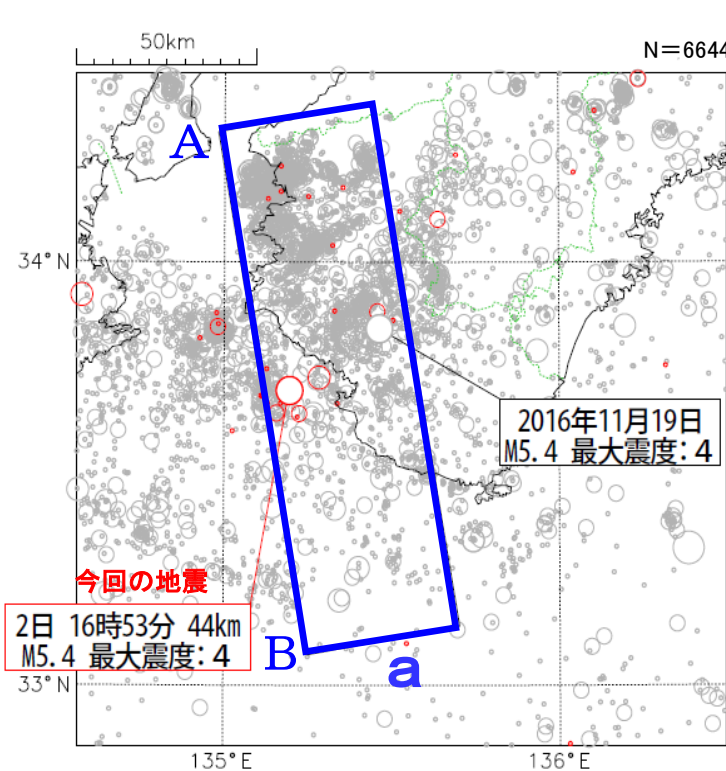 50km
N=6644
A
34°N
2016年11月19日
M5.4 最大震度:4
今回の地震
2日 16時53分 44km
M5.4 最大震度:4
B
a
33°N
135°E
136°E